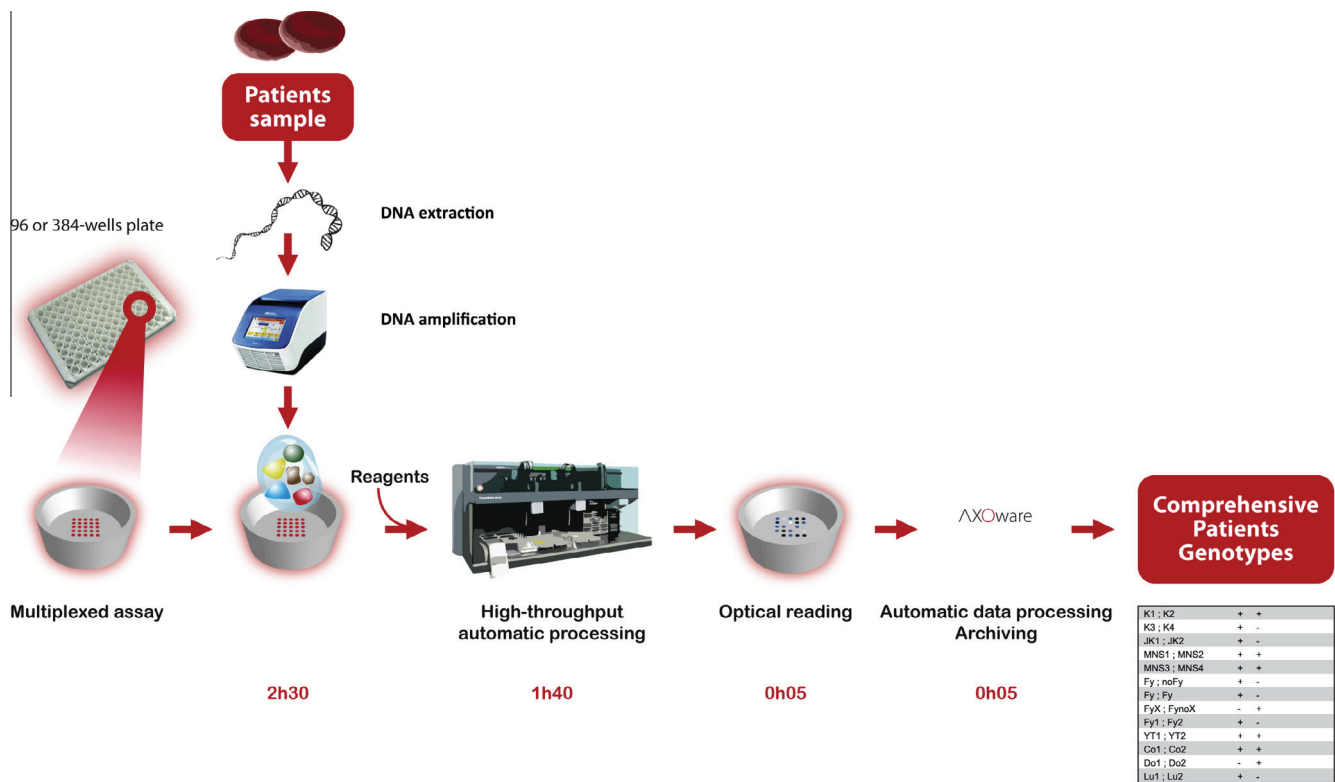 Patients
sample
DNA extraction
96 or 384-wells plate
DNA amplification
Reagents
AXOware
Comprehensive
Patients
Genotypes
Multiplexed assay
High-throughput
automatic processing
Optical reading
Automatic data processing
Archiving
2h30
1h40
0h05
0h05
K1 ; K2 + +
K3 ; K4 + -
JK1 ; JK2 + -
MNS1 ; MNS2 + +
MNS3 ; MNS4 + +
Fy ; noFy + -
Fy ; Fy + -
FyX ; FynoX - +
Fy1 ; Fy2 + -
YT1 ; YT2 + +
Co1 ; Co2 + +
Do1 ; Do2 - +
Lu1 ; Lu2 + -